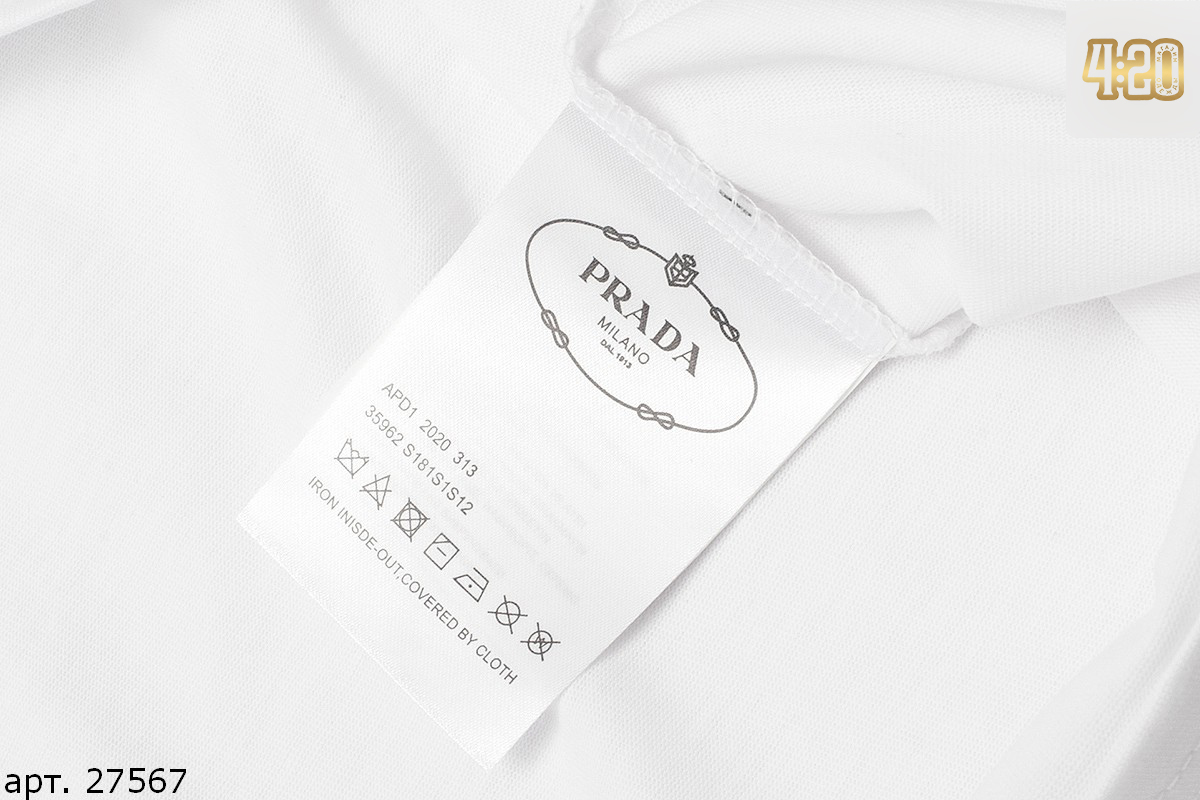 4:20
PRADA
MILANO
DAL 1913
APD1 2020 313
35962 S181S1S12
IRON INISDE-OUT,COVERED BY CLOTH
арт. 27567